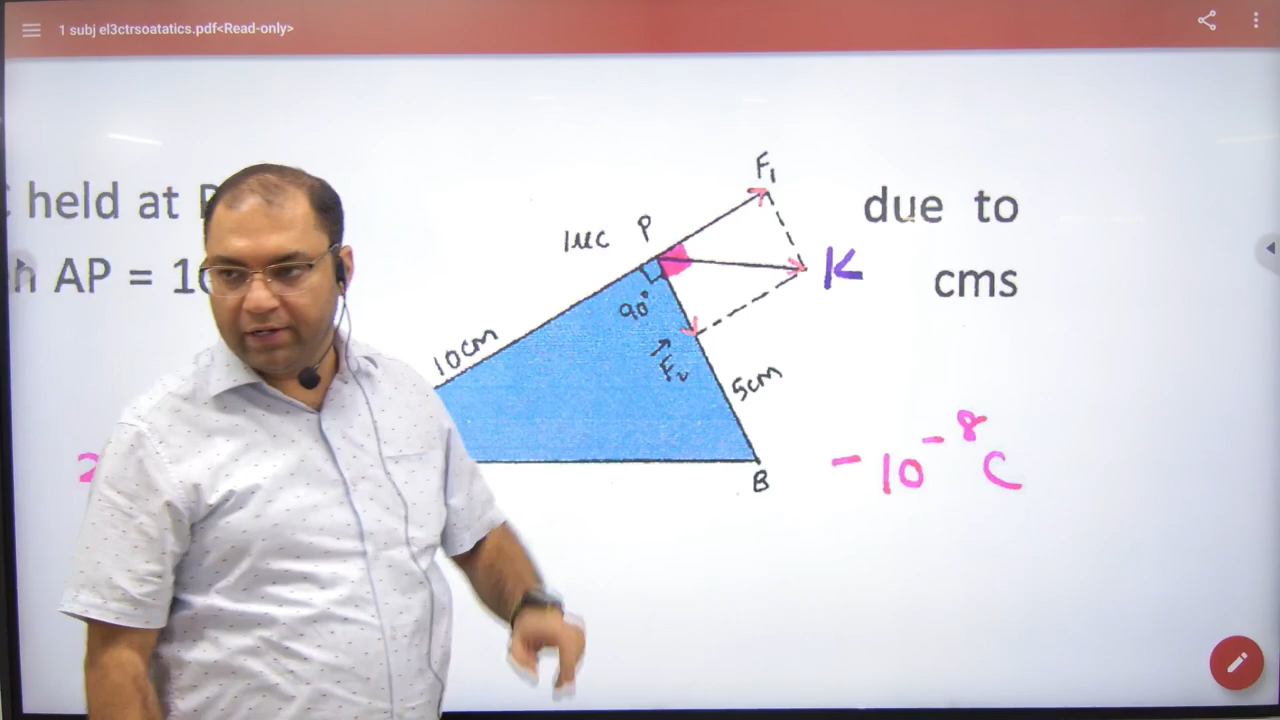 1 subj el3ctrsoatatics.pdf<Read-only>
F₁
held at due to
1μC P
AP = K cms
90°
10cm
F₂
5cm
2 - 10⁻⁸ C
B